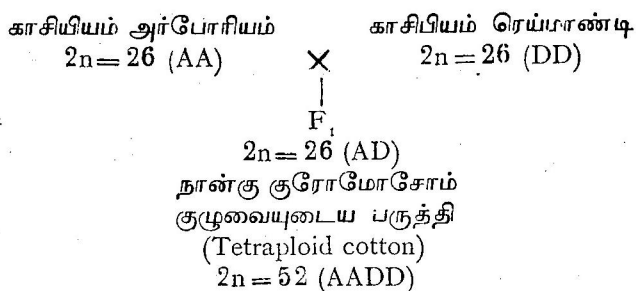 காசியியம் அர்போரியம் காசிபியம் ரெய்மாண்டி
2n = 26 (AA) × 2n = 26 (DD)
F₁
2n = 26 (AD)
நான்கு குரோமோசோம்
குழுவையுடைய பருத்தி
(Tetraploid cotton)
2n = 52 (AADD)